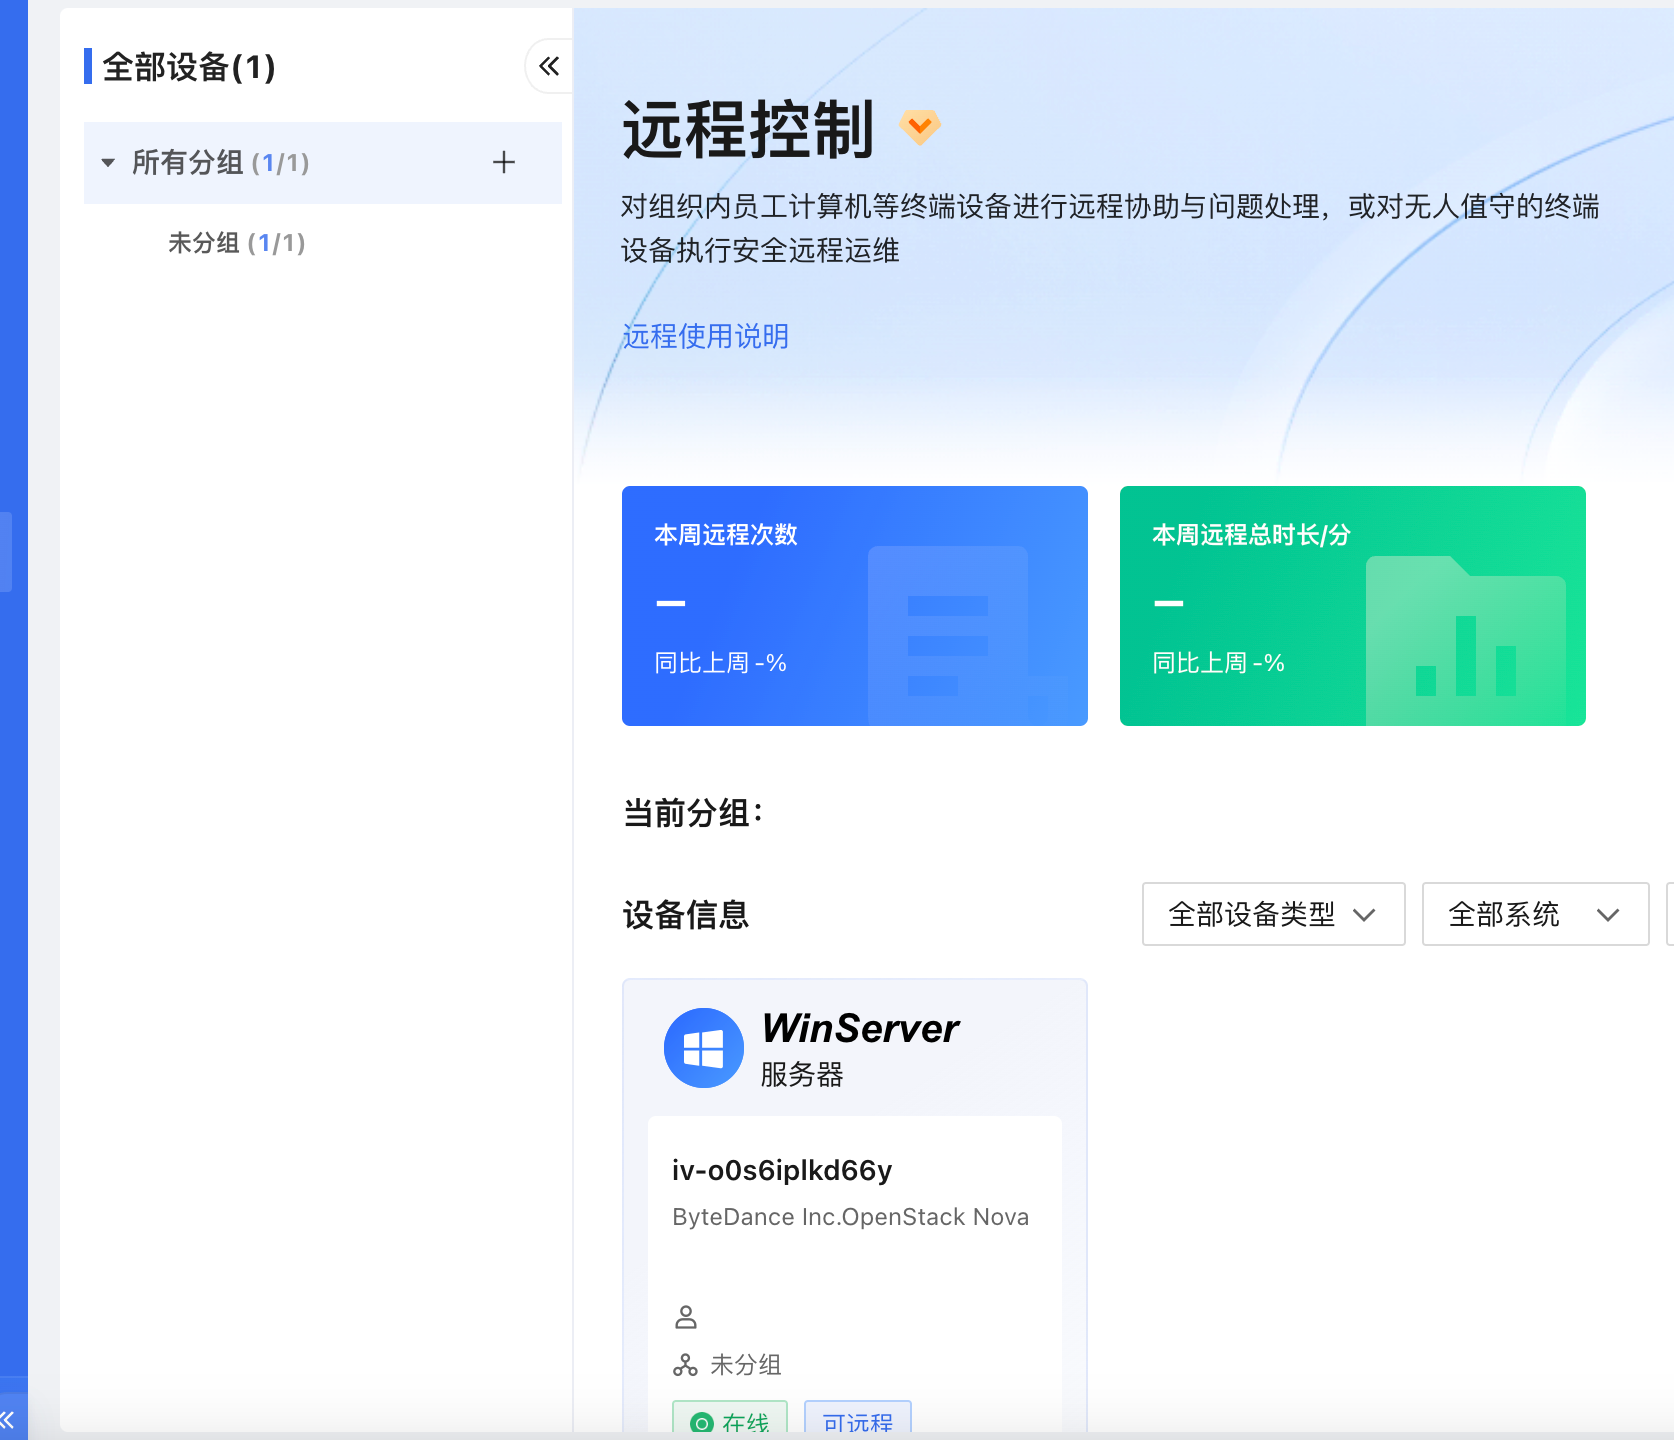 全部设备(1)
所有分组 (1/1)
未分组 (1/1)
远程控制
对组织内员工计算机等终端设备进行远程协助与问题处理，或对无人值守的终端
设备执行安全远程运维
远程使用说明
本周远程次数
同比上周 -%
本周远程总时长/分
同比上周 -%
当前分组：
设备信息
全部设备类型
全部系统
WinServer
服务器
iv-o0s6iplkd66y
ByteDance Inc.OpenStack Nova
未分组
在线
可远程